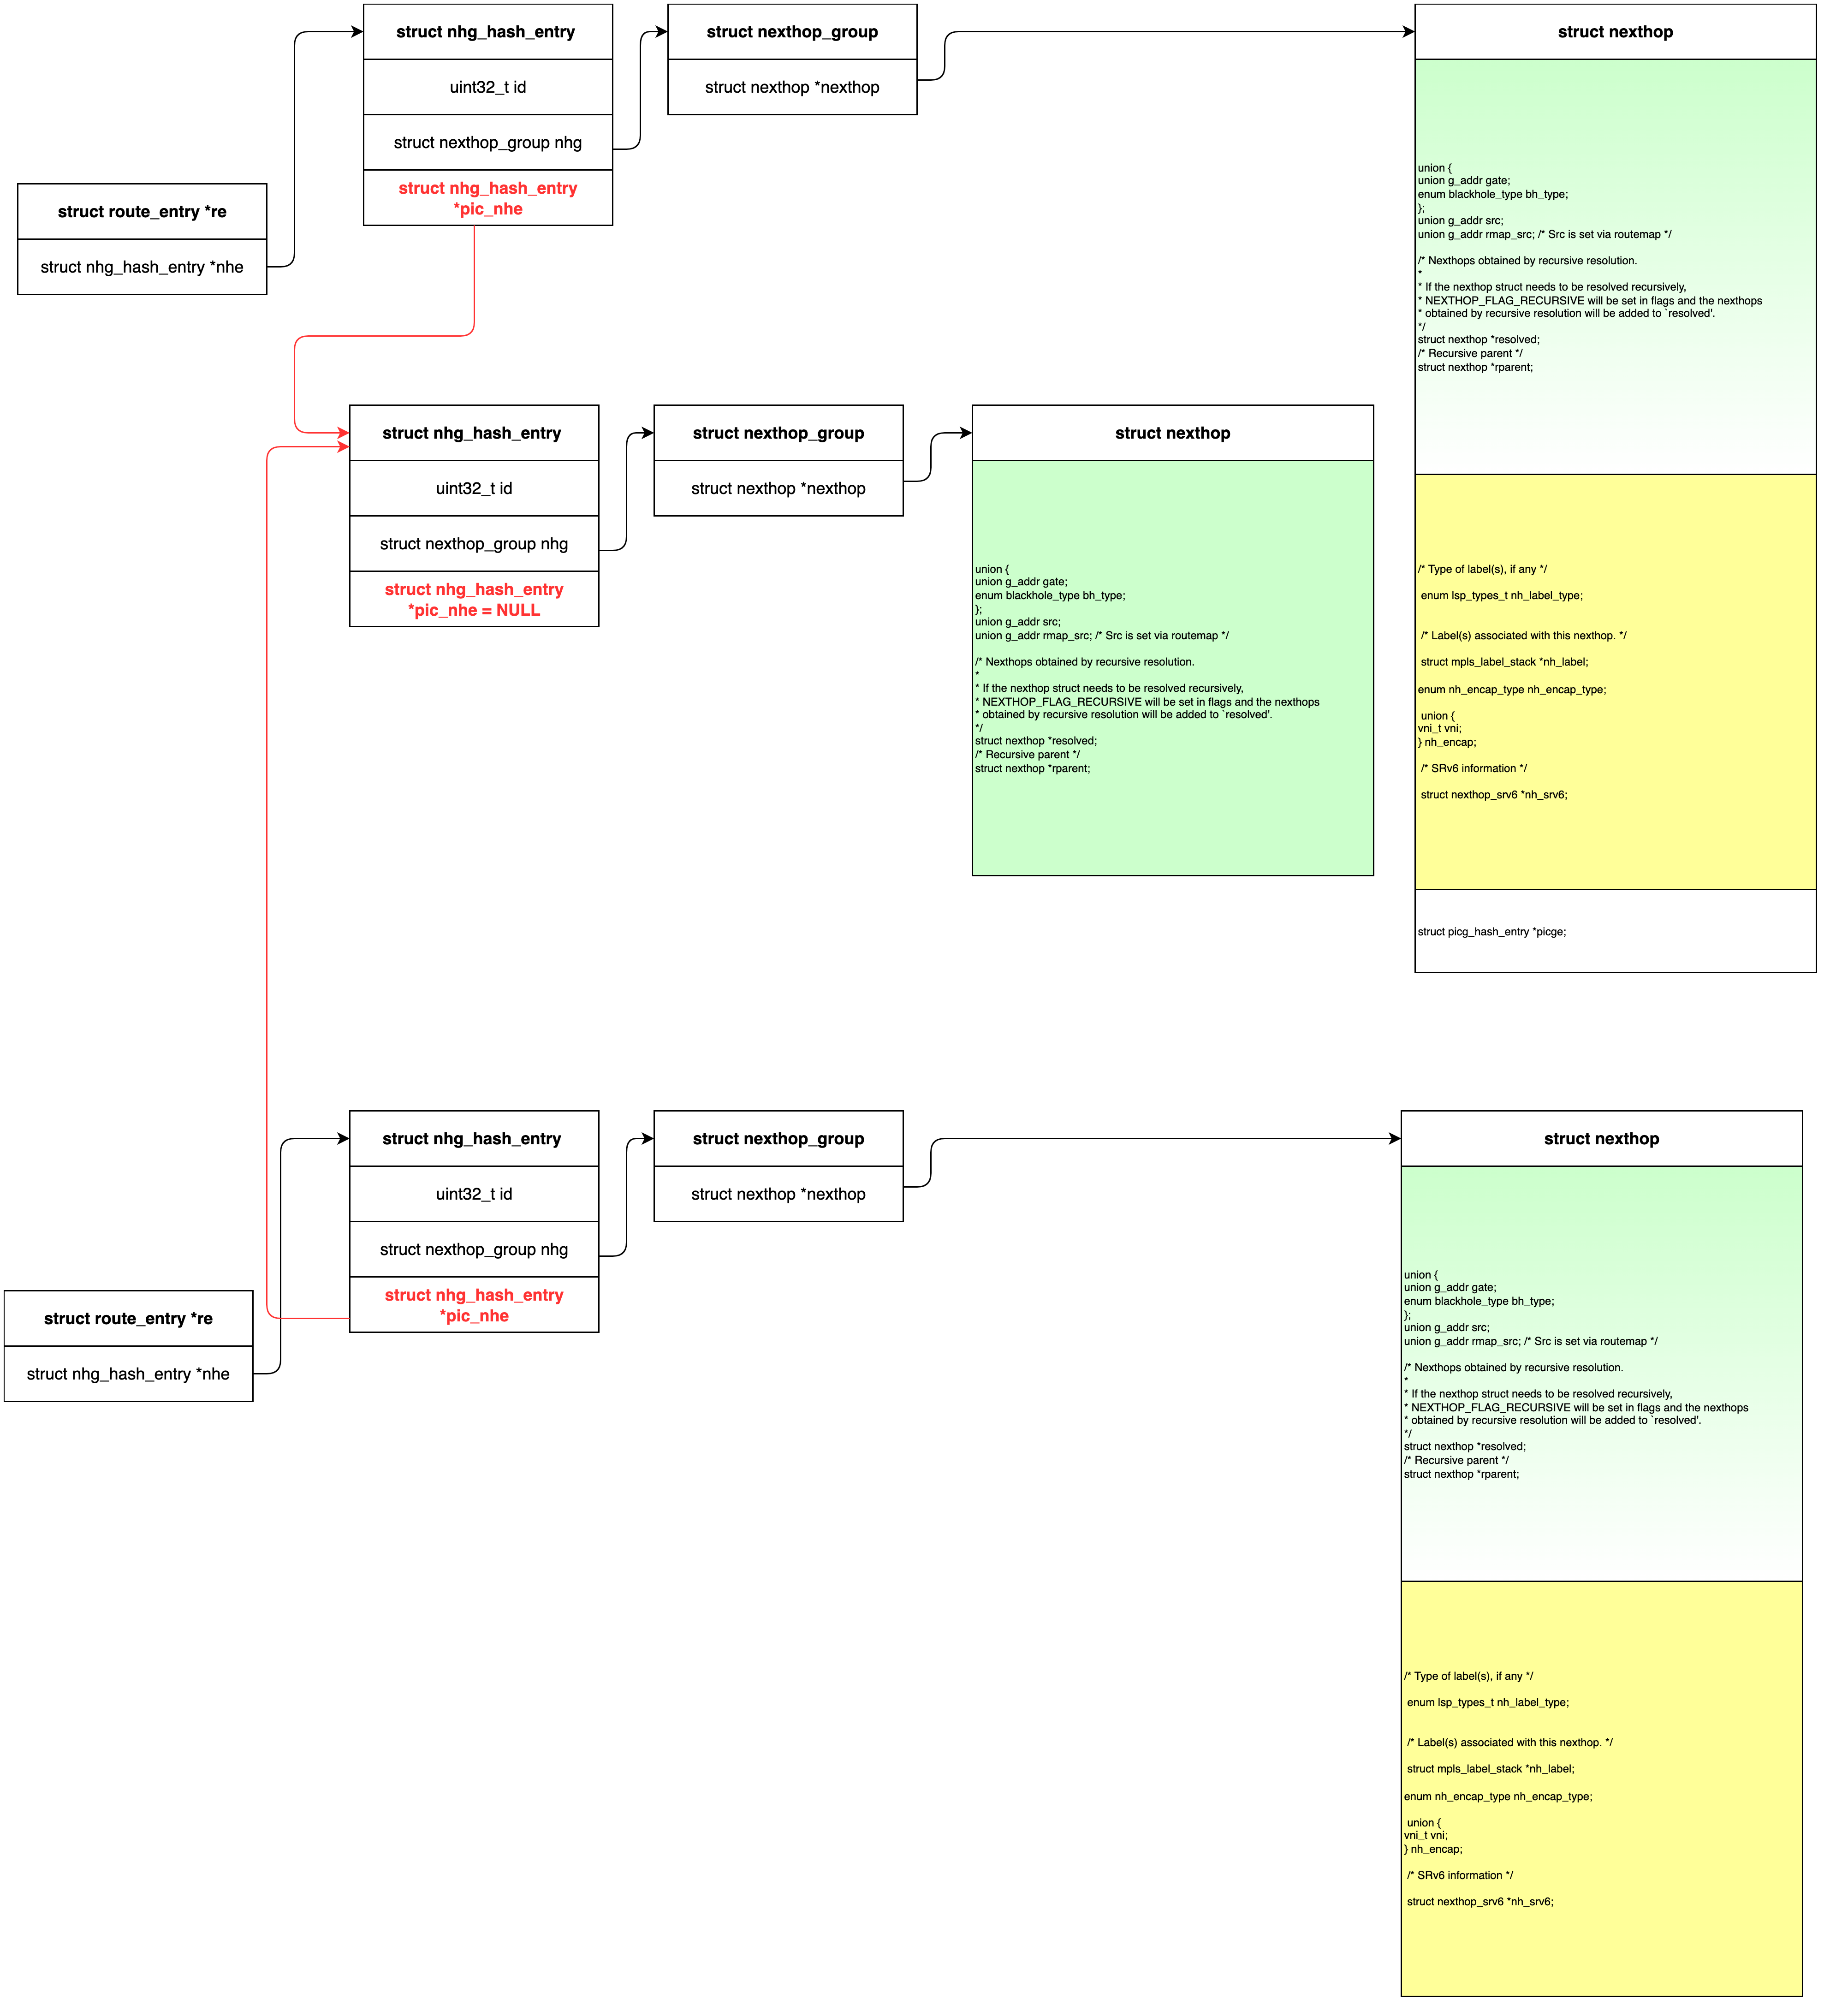 struct nhg_hash_entry
uint32_t id
struct nexthop_group nhg
struct nhg_hash_entry
*pic_nhe
struct nexthop_group
struct nexthop *nexthop
struct nexthop
union {
union g_addr gate;
enum blackhole_type bh_type;
};
union g_addr src;
union g_addr rmap_src; /* Src is set via routemap */
/* Nexthops obtained by recursive resolution.
*
* If the nexthop struct needs to be resolved recursively,
* NEXTHOP_FLAG_RECURSIVE will be set in flags and the nexthops
* obtained by recursive resolution will be added to `resolved'.
*/
struct nexthop *resolved;
/* Recursive parent */
struct nexthop *rparent;
/* Type of label(s), if any */
enum lsp_types_t nh_label_type;
/* Label(s) associated with this nexthop. */
struct mpls_label_stack *nh_label;
enum nh_encap_type nh_encap_type;
union {
vni_t vni;
} nh_encap;
/* SRv6 information */
struct nexthop_srv6 *nh_srv6;
struct picg_hash_entry *picge;
struct route_entry *re
struct nhg_hash_entry *nhe
struct nhg_hash_entry
uint32_t id
struct nexthop_group nhg
struct nhg_hash_entry
*pic_nhe = NULL
struct nexthop_group
struct nexthop *nexthop
struct nexthop
union {
union g_addr gate;
enum blackhole_type bh_type;
};
union g_addr src;
union g_addr rmap_src; /* Src is set via routemap */
/* Nexthops obtained by recursive resolution.
*
* If the nexthop struct needs to be resolved recursively,
* NEXTHOP_FLAG_RECURSIVE will be set in flags and the nexthops
* obtained by recursive resolution will be added to `resolved'.
*/
struct nexthop *resolved;
/* Recursive parent */
struct nexthop *rparent;
struct nhg_hash_entry
uint32_t id
struct nexthop_group nhg
struct nhg_hash_entry
*pic_nhe
struct nexthop_group
struct nexthop *nexthop
struct nexthop
union {
union g_addr gate;
enum blackhole_type bh_type;
};
union g_addr src;
union g_addr rmap_src; /* Src is set via routemap */
/* Nexthops obtained by recursive resolution.
*
* If the nexthop struct needs to be resolved recursively,
* NEXTHOP_FLAG_RECURSIVE will be set in flags and the nexthops
* obtained by recursive resolution will be added to `resolved'.
*/
struct nexthop *resolved;
/* Recursive parent */
struct nexthop *rparent;
/* Type of label(s), if any */
enum lsp_types_t nh_label_type;
/* Label(s) associated with this nexthop. */
struct mpls_label_stack *nh_label;
enum nh_encap_type nh_encap_type;
union {
vni_t vni;
} nh_encap;
/* SRv6 information */
struct nexthop_srv6 *nh_srv6;
struct route_entry *re
struct nhg_hash_entry *nhe